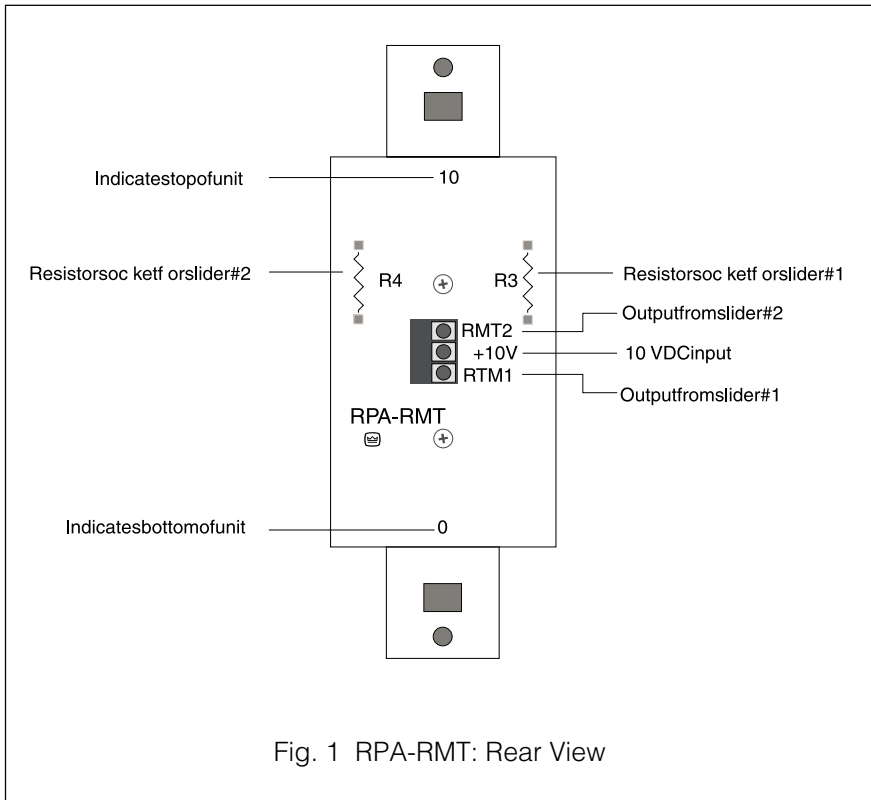 Indicatestopofunit
10
Resistorsoc ketf orslider#2
R4
R3
Resistorsoc ketf orslider#1
RMT2
Outputfromslider#2
+10V
10 VDCinput
RTM1
Outputfromslider#1
RPA-RMT
Indicatesbottomofunit
0
Fig. 1 RPA-RMT: Rear View